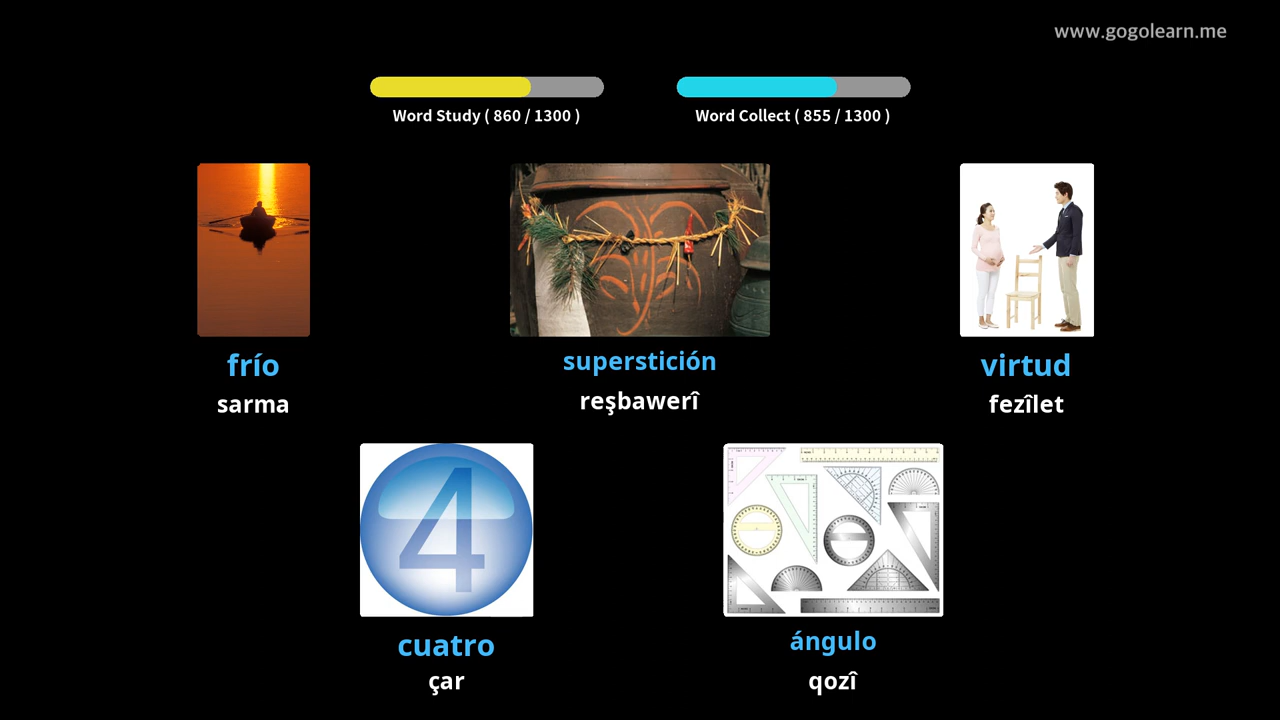 www.gogolearn.me
Word Study ( 860 / 1300 )
Word Collect ( 855 / 1300 )
frío
sarma
superstición
reşbawerî
virtud
fezîlet
4
cuatro
çar
ángulo
qozî